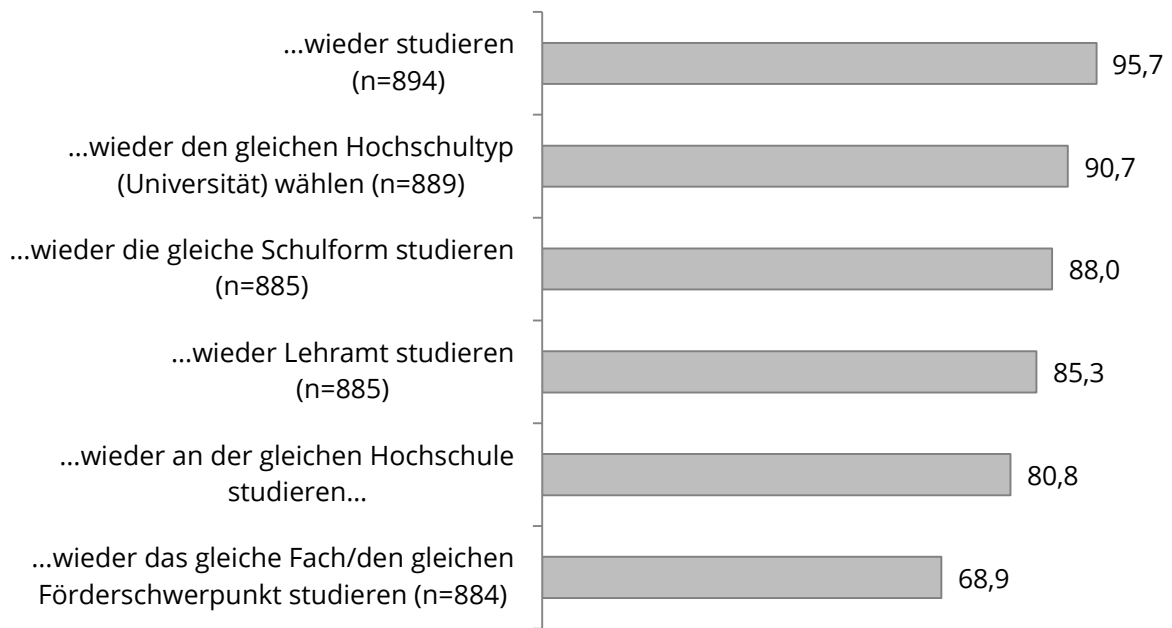 ...wieder studieren
(n=894)
95,7
...wieder den gleichen Hochschultyp
(Universität) wählen (n=889)
90,7
...wieder die gleiche Schulform studieren
(n=885)
88,0
...wieder Lehramt studieren
(n=885)
85,3
...wieder an der gleichen Hochschule
studieren...
80,8
...wieder das gleiche Fach/den gleichen
Förderschwerpunkt studieren (n=884)
68,9